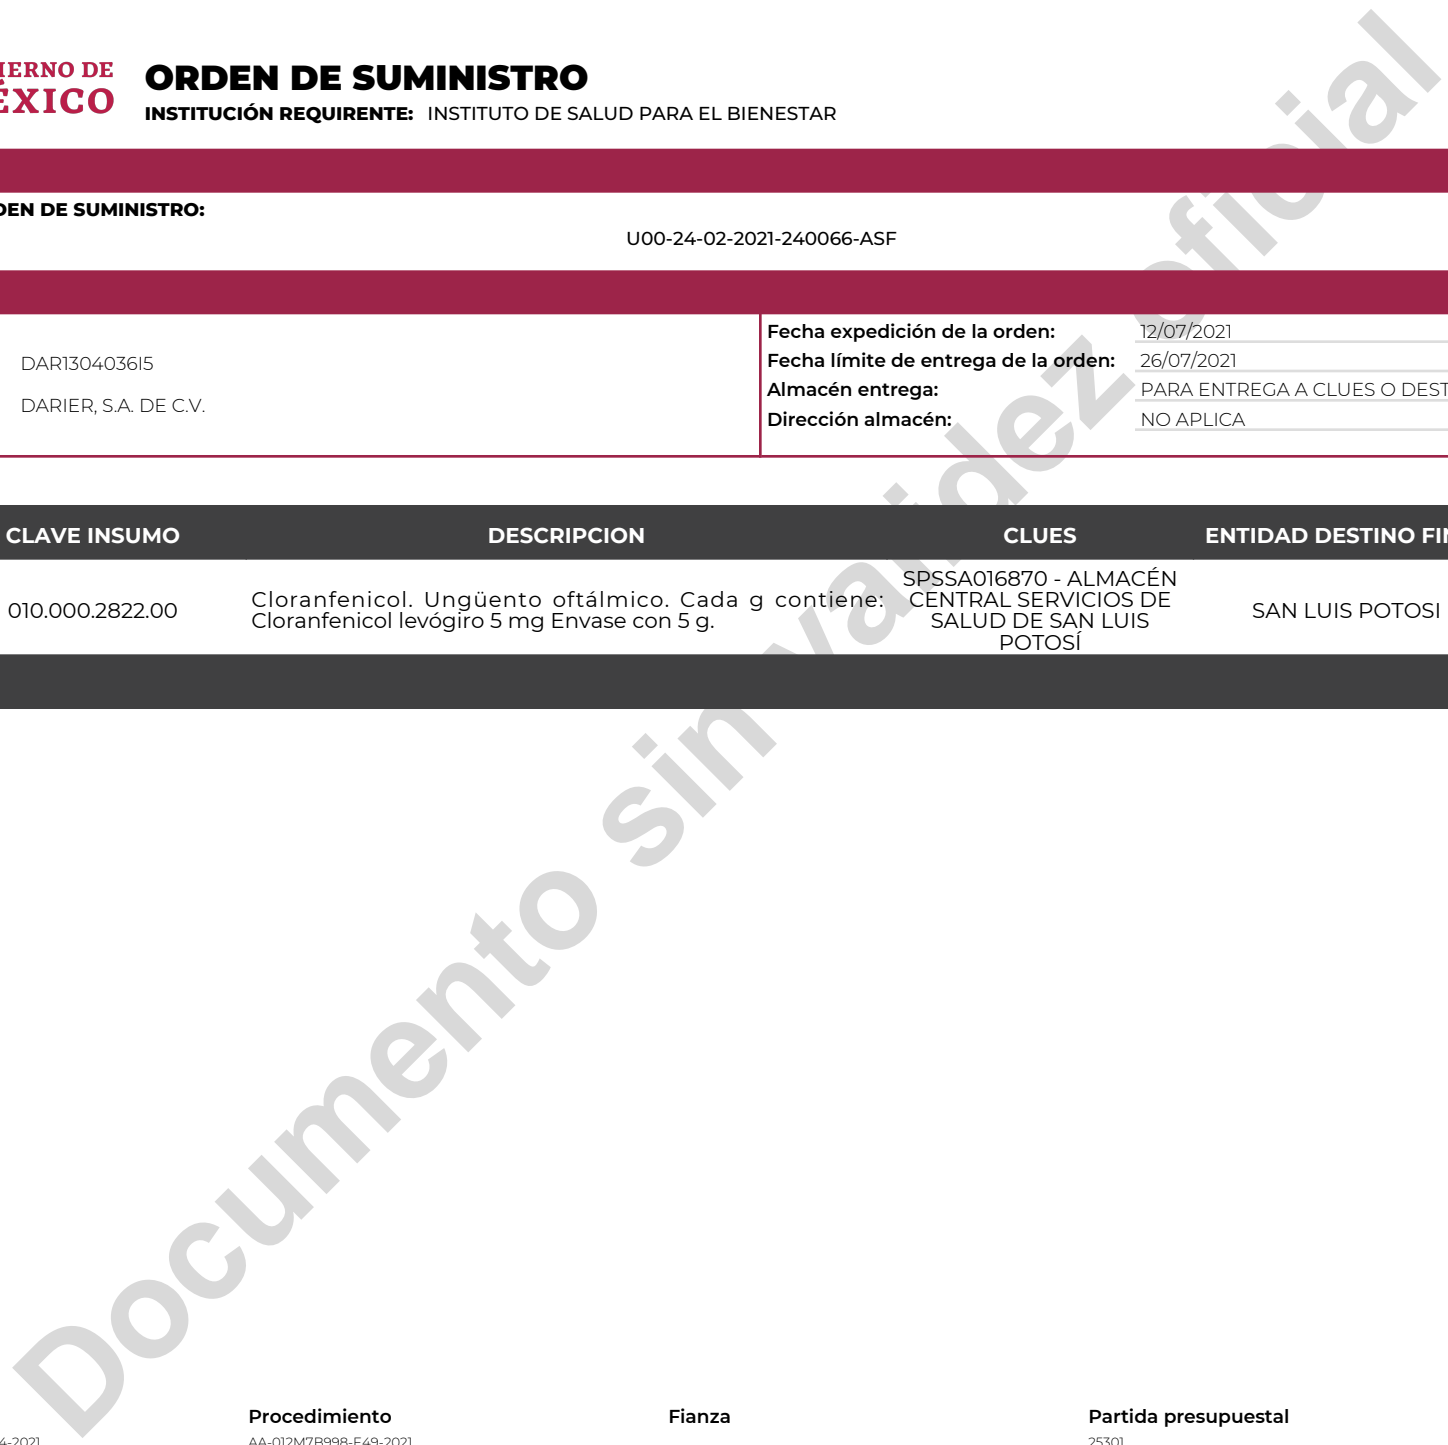 IERNO DE
ÉXICO
ORDEN DE SUMINISTRO
INSTITUCIÓN REQUIRENTE: INSTITUTO DE SALUD PARA EL BIENESTAR
DEN DE SUMINISTRO:
U00-24-02-2021-240066-ASF
DAR1304036I5
DARIER, S.A. DE C.V.
Fecha expedición de la orden: 12/07/2021
Fecha límite de entrega de la orden: 26/07/2021
Almacén entrega: PARA ENTREGA A CLUES O DEST
Dirección almacén: NO APLICA
CLAVE INSUMO DESCRIPCION CLUES ENTIDAD DESTINO FIN
010.000.2822.00
Cloranfenicol. Ungüento oftálmico. Cada g contiene:
Cloranfenicol levógiro 5 mg Envase con 5 g.
SPSSA016870 - ALMACÉN
CENTRAL SERVICIOS DE
SALUD DE SAN LUIS
POTOSÍ
SAN LUIS POTOSI
Documento sin validez oficial
Procedimiento Fianza Partida presupuestal
4-2021 AA-012M7B998-E49-2021 25301